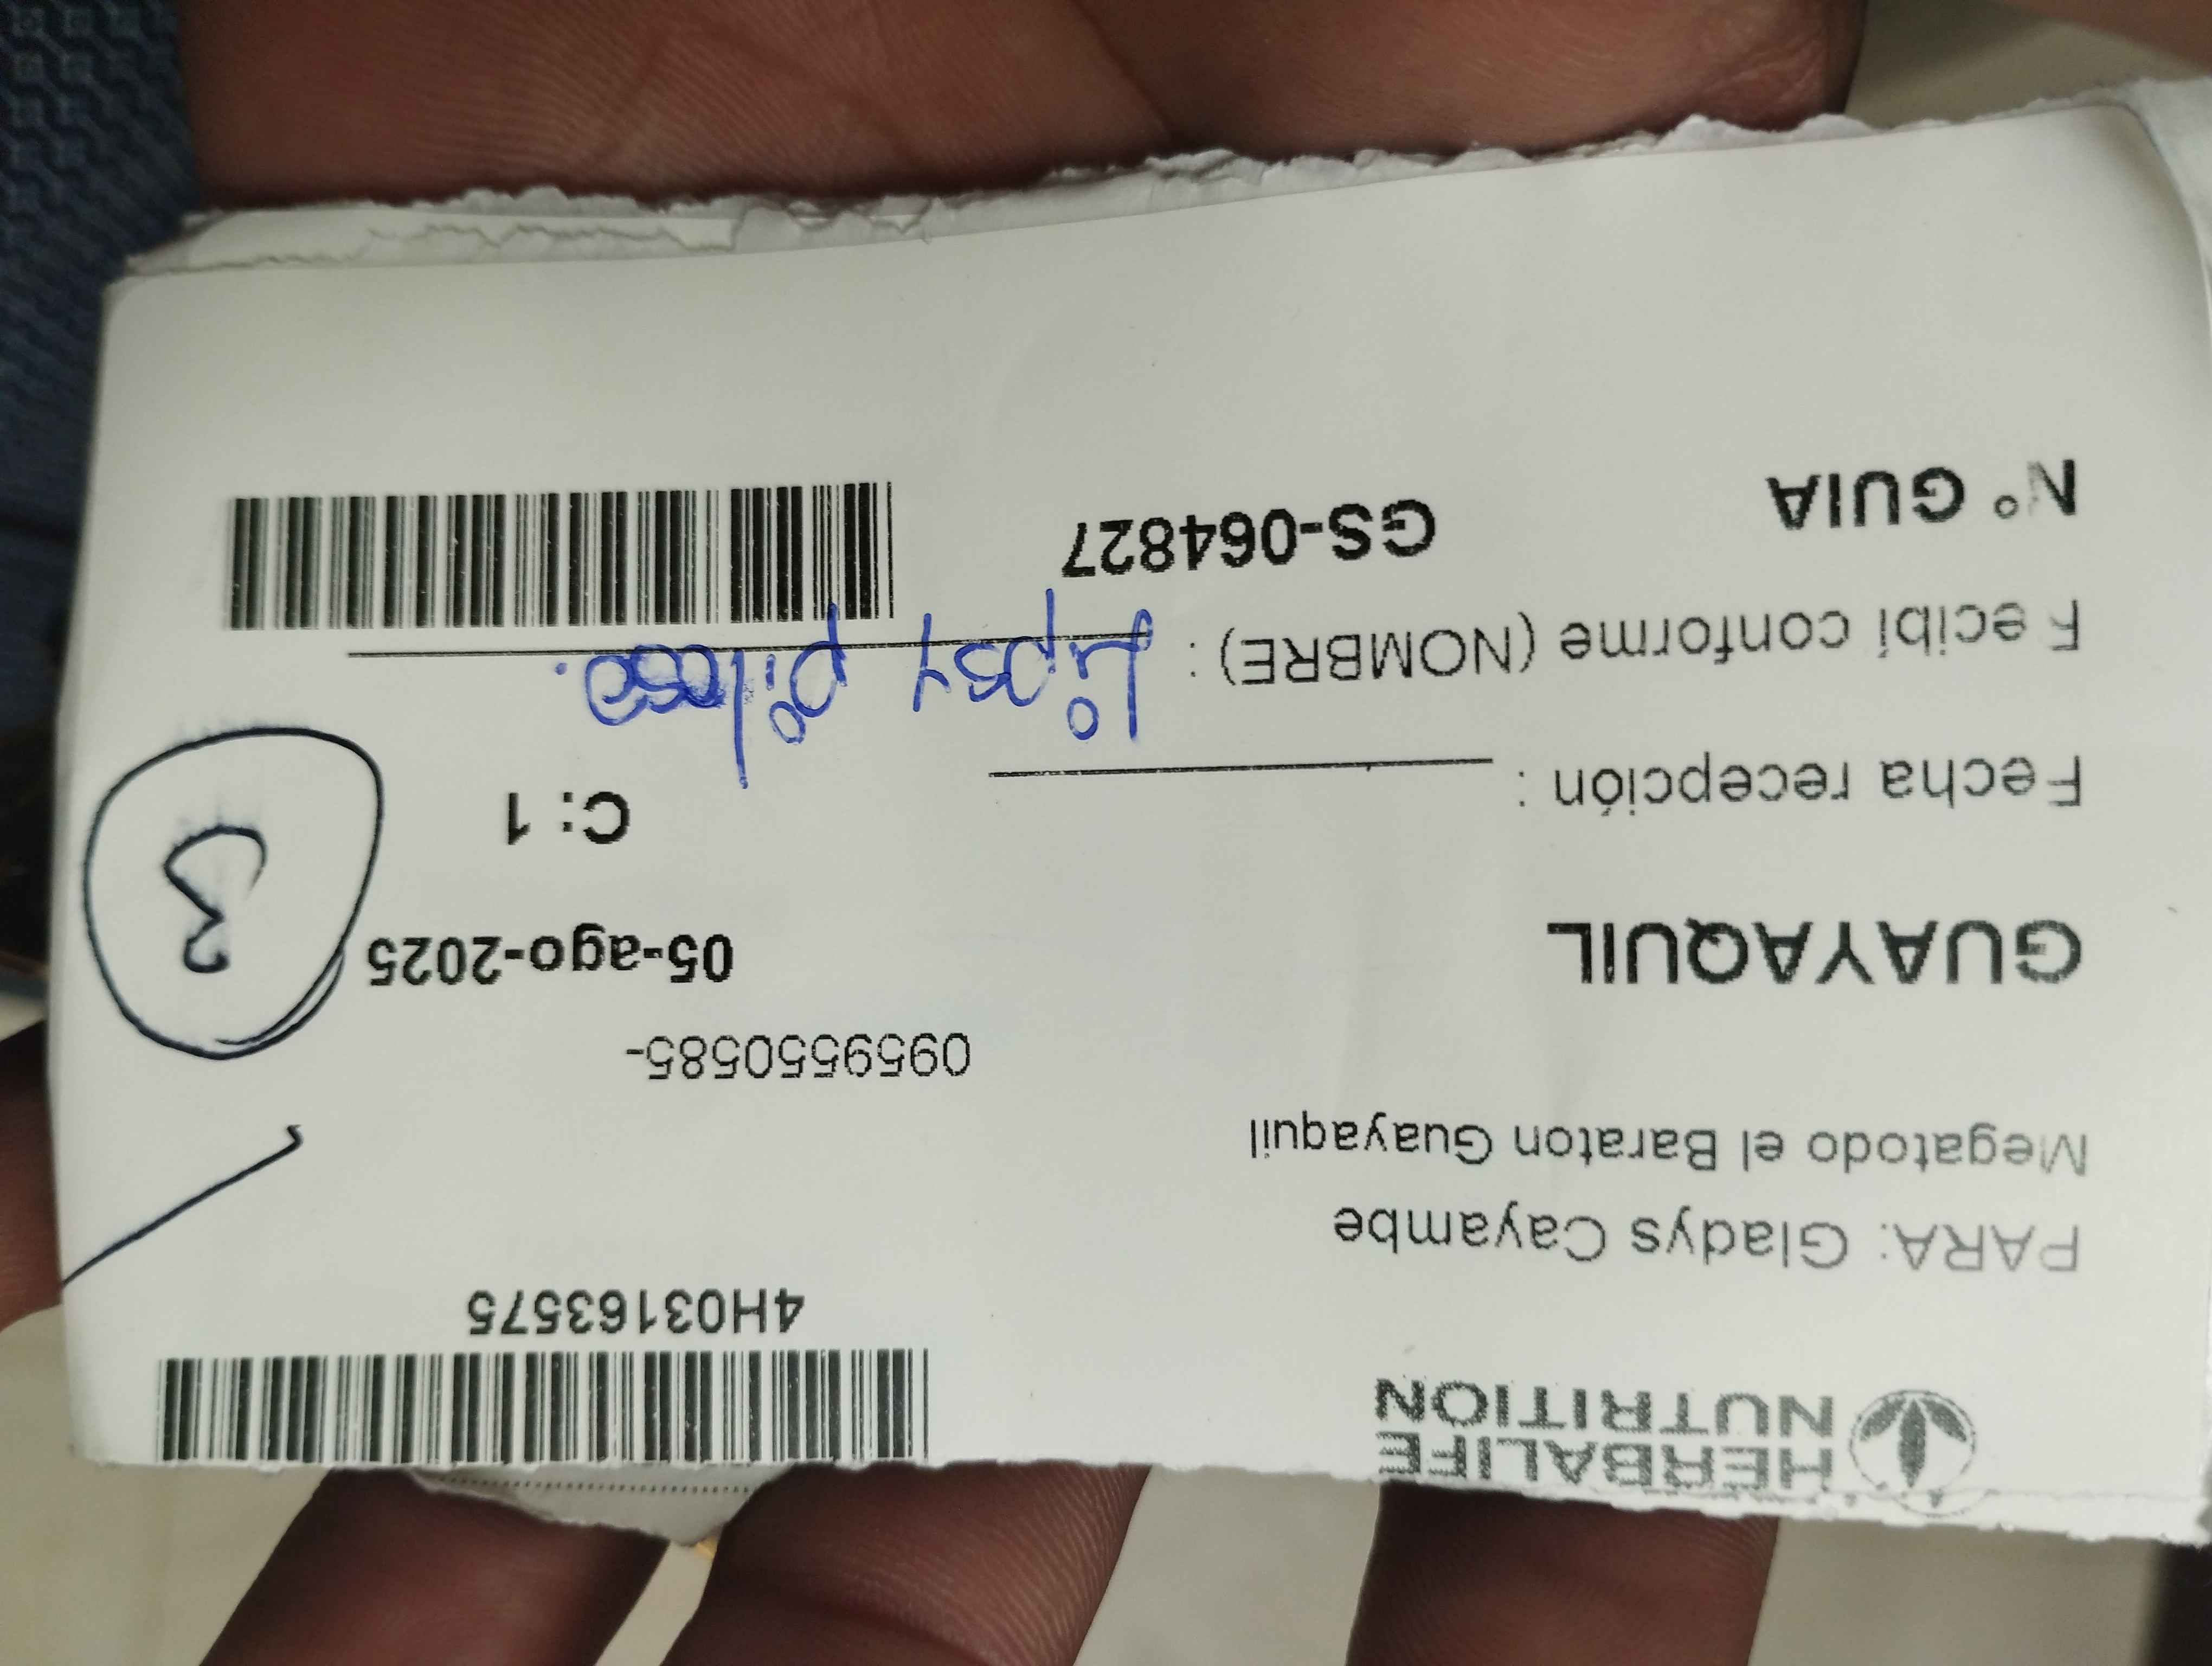 HERBALIFE
NUTRITION
4H03163575
PARA: Gladys Cayambe
Megatodo el Baraton Guayaquil
0959550585-
GUAYAQUIL
05-ago-2025
3
C: 1
Fecha recepción :
Recibí conforme (NOMBRE) :
N° GUIA
GS-064827